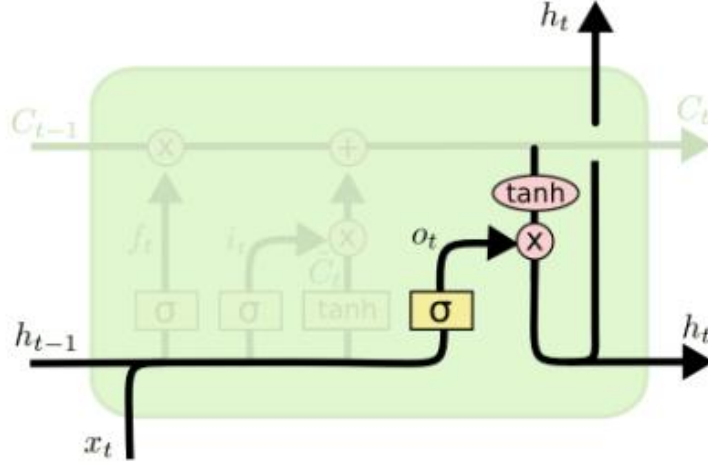 h_t
C_{t-1}
C_t
x
+
tanh
f_t
i_t
x
o_t
x
C̃_t
σ
σ
tanh
σ
h_{t-1}
h_t
x_t